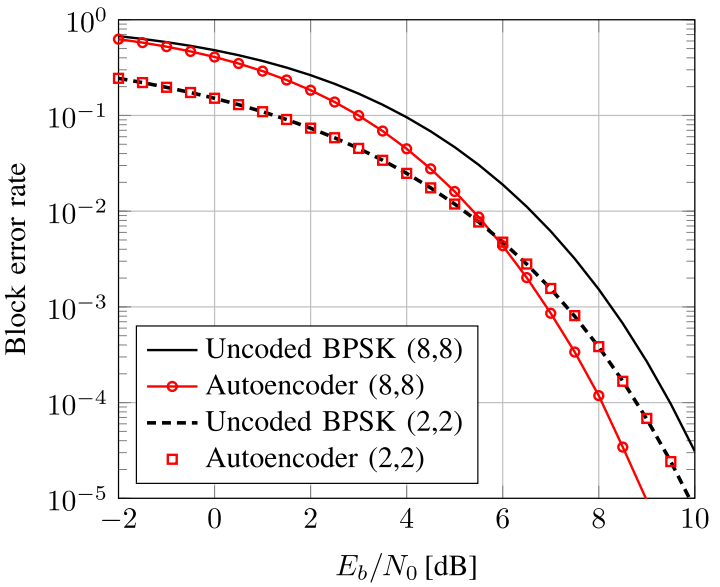 10^0
10^−1
10^−2
10^−3
10^−4
10^−5
Block error rate
Uncoded BPSK (8,8)
Autoencoder (8,8)
Uncoded BPSK (2,2)
Autoencoder (2,2)
−2 0 2 4 6 8 10
E_b/N_0 [dB]